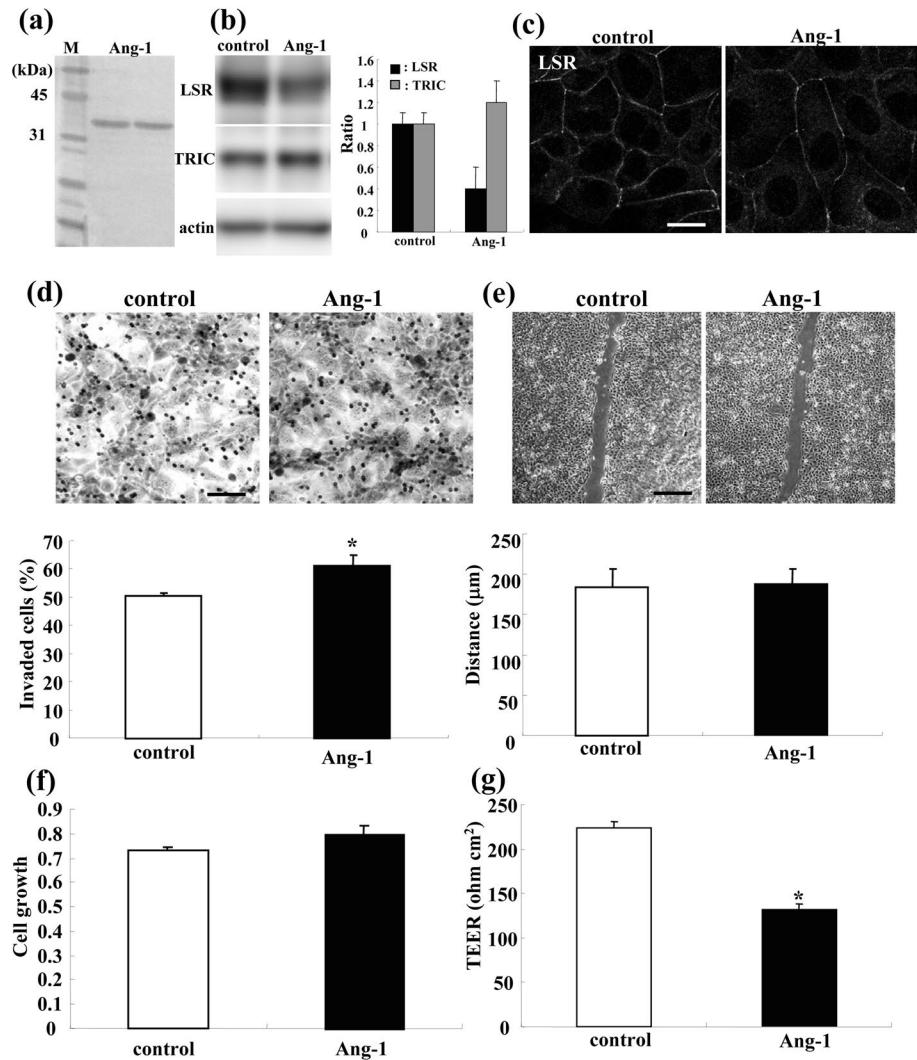 (a)
M Ang-1
(kDa)
45
31
(b)
control Ang-1
LSR
TRIC
actin
: LSR
: TRIC
Ratio
1.6
1.4
1.2
1
0.8
0.6
0.4
0.2
0
control Ang-1
(c)
control Ang-1
LSR
(d)
control Ang-1
Invaded cells (%)
70
60
50
40
30
20
10
0
*
control Ang-1
(e)
control Ang-1
Distance (µm)
250
200
150
100
50
0
control Ang-1
(f)
Cell growth
0.9
0.8
0.7
0.6
0.5
0.4
0.3
0.2
0.1
0
control Ang-1
(g)
TEER (ohm cm²)
250
200
150
100
50
0
*
control Ang-1